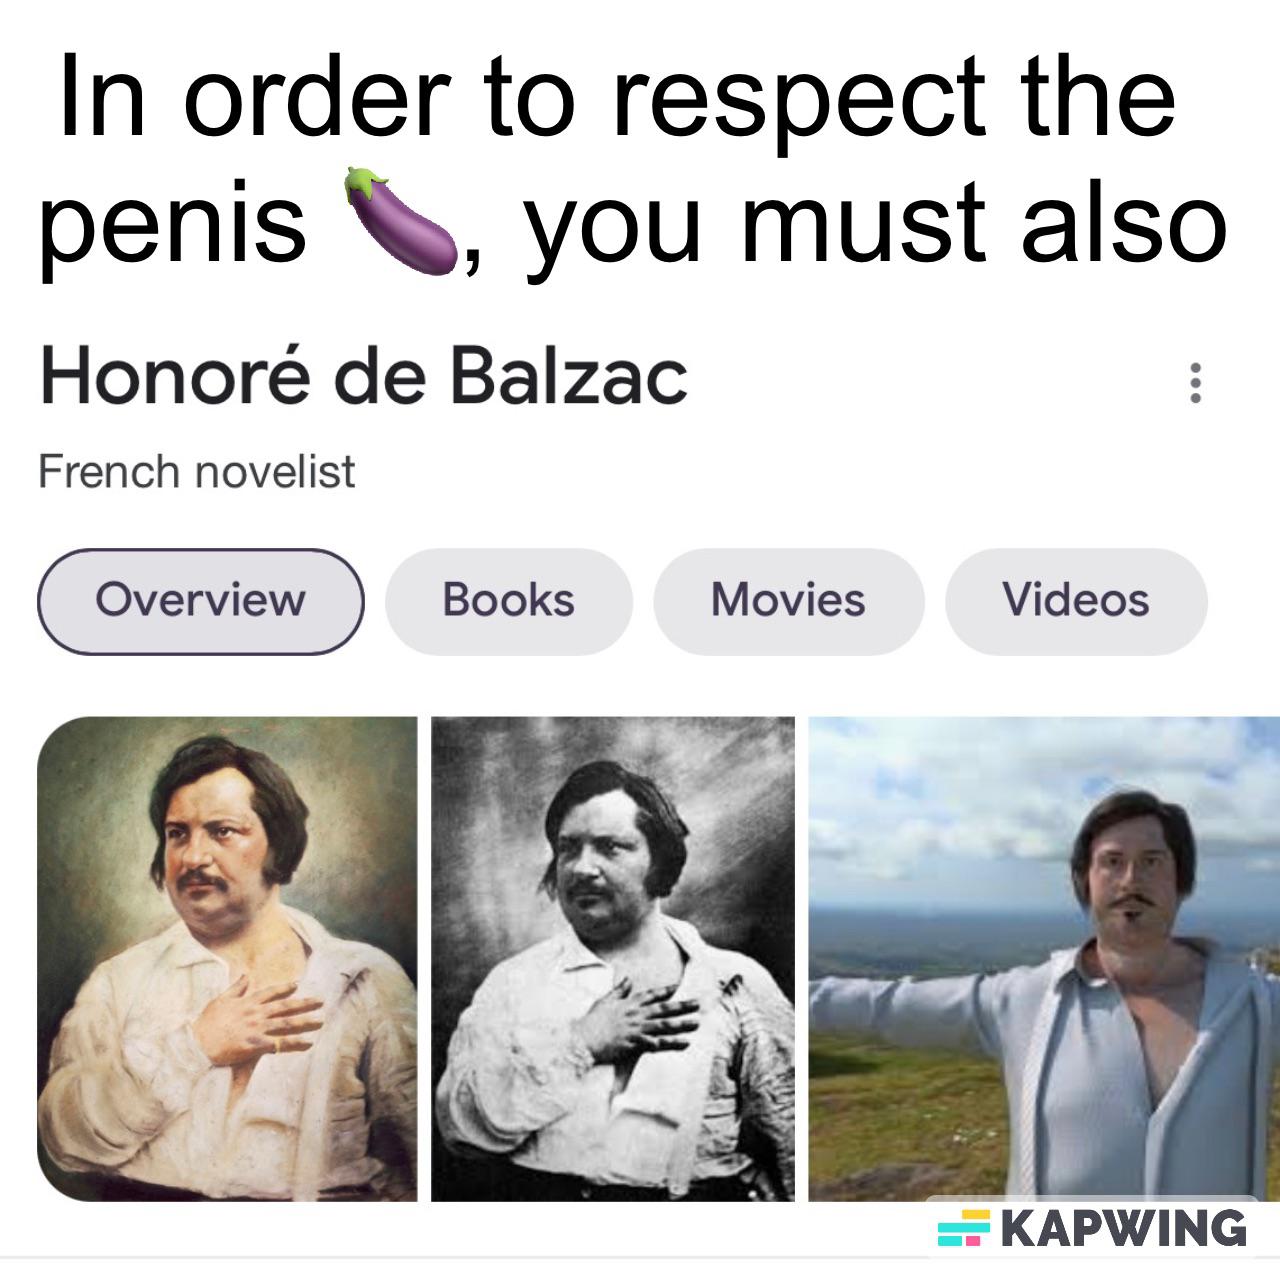 In order to respect the
penis 🍆, you must also
Honoré de Balzac
French novelist
Overview Books Movies Videos
KAPWING